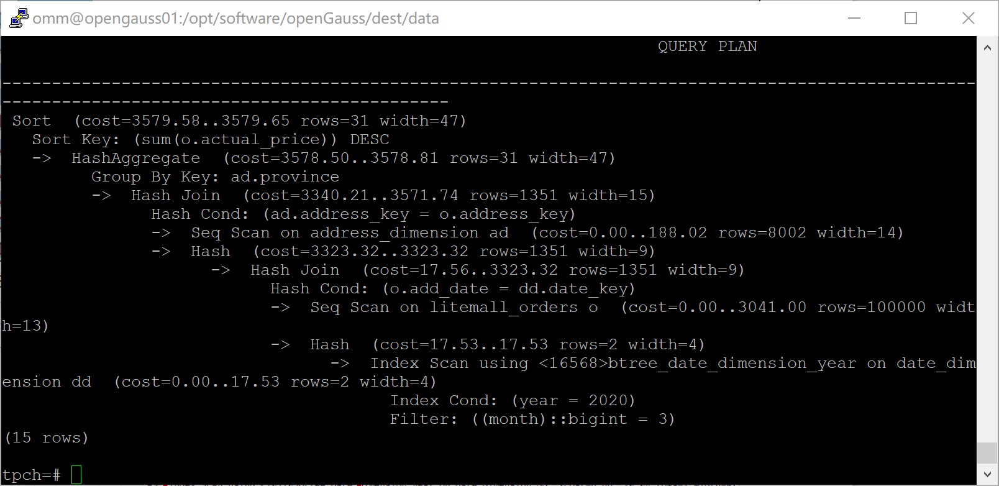 omm@opengauss01:/opt/software/openGauss/dest/data
QUERY PLAN
--------------------------------------------------------------------------------------------------
---------------------------------------------
Sort  (cost=3579.58..3579.65 rows=31 width=47)
Sort Key: (sum(o.actual_price)) DESC
->  HashAggregate  (cost=3578.50..3578.81 rows=31 width=47)
Group By Key: ad.province
->  Hash Join  (cost=3340.21..3571.74 rows=1351 width=15)
Hash Cond: (ad.address_key = o.address_key)
->  Seq Scan on address_dimension ad  (cost=0.00..188.02 rows=8002 width=14)
->  Hash  (cost=3323.32..3323.32 rows=1351 width=9)
->  Hash Join  (cost=17.56..3323.32 rows=1351 width=9)
Hash Cond: (o.add_date = dd.date_key)
->  Seq Scan on litemall_orders o  (cost=0.00..3041.00 rows=100000 widt
h=13)
->  Hash  (cost=17.53..17.53 rows=2 width=4)
->  Index Scan using <16568>btree_date_dimension_year on date_dim
ension dd  (cost=0.00..17.53 rows=2 width=4)
Index Cond: (year = 2020)
Filter: ((month)::bigint = 3)
(15 rows)
tpch=#